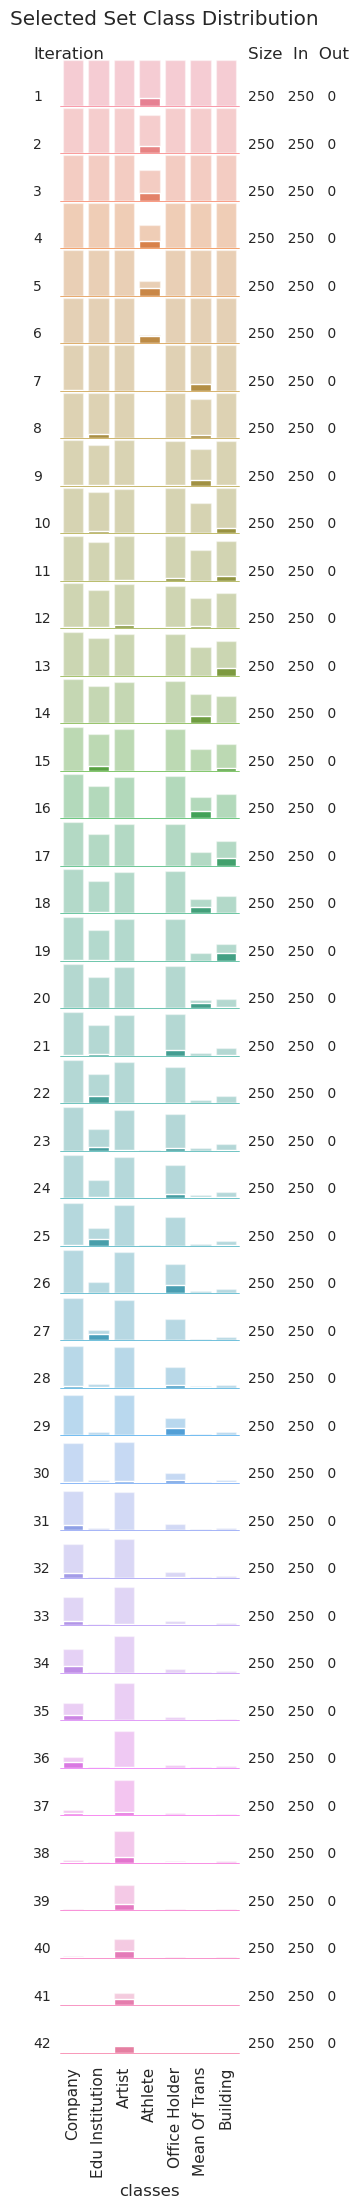 Selected Set Class Distribution
Iteration Size In Out
1 250 250 0
2 250 250 0
3 250 250 0
4 250 250 0
5 250 250 0
6 250 250 0
7 250 250 0
8 250 250 0
9 250 250 0
10 250 250 0
11 250 250 0
12 250 250 0
13 250 250 0
14 250 250 0
15 250 250 0
16 250 250 0
17 250 250 0
18 250 250 0
19 250 250 0
20 250 250 0
21 250 250 0
22 250 250 0
23 250 250 0
24 250 250 0
25 250 250 0
26 250 250 0
27 250 250 0
28 250 250 0
29 250 250 0
30 250 250 0
31 250 250 0
32 250 250 0
33 250 250 0
34 250 250 0
35 250 250 0
36 250 250 0
37 250 250 0
38 250 250 0
39 250 250 0
40 250 250 0
41 250 250 0
42 250 250 0
Company
Edu Institution
Artist
Athlete
Office Holder
Mean Of Trans
Building
classes